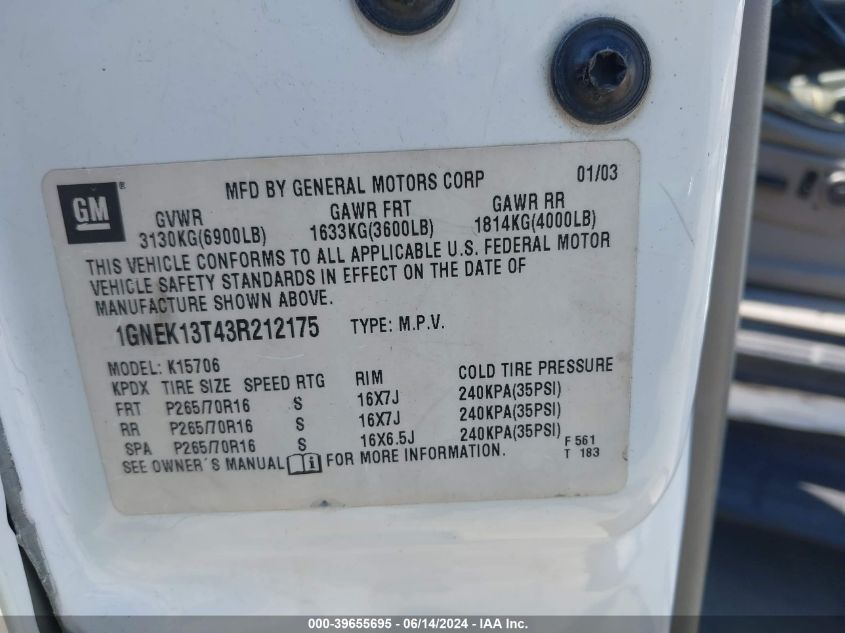 GM ®
MFD BY GENERAL MOTORS CORP 01/03
GVWR GAWR FRT GAWR RR
3130KG(6900LB) 1633KG(3600LB) 1814KG(4000LB)
THIS VEHICLE CONFORMS TO ALL APPLICABLE U.S. FEDERAL MOTOR
VEHICLE SAFETY STANDARDS IN EFFECT ON THE DATE OF
MANUFACTURE SHOWN ABOVE.
1GNEK13T43R212175 TYPE: M.P.V.
MODEL: K15706
KPDX TIRE SIZE SPEED RTG RIM COLD TIRE PRESSURE
FRT P265/70R16 S 16X7J 240KPA(35PSI)
RR P265/70R16 S 16X7J 240KPA(35PSI)
SPA P265/70R16 S 16X6.5J 240KPA(35PSI)
SEE OWNER´S MANUAL i FOR MORE INFORMATION.
F 561
T 183
000-39655695 - 06/14/2024 - IAA Inc.